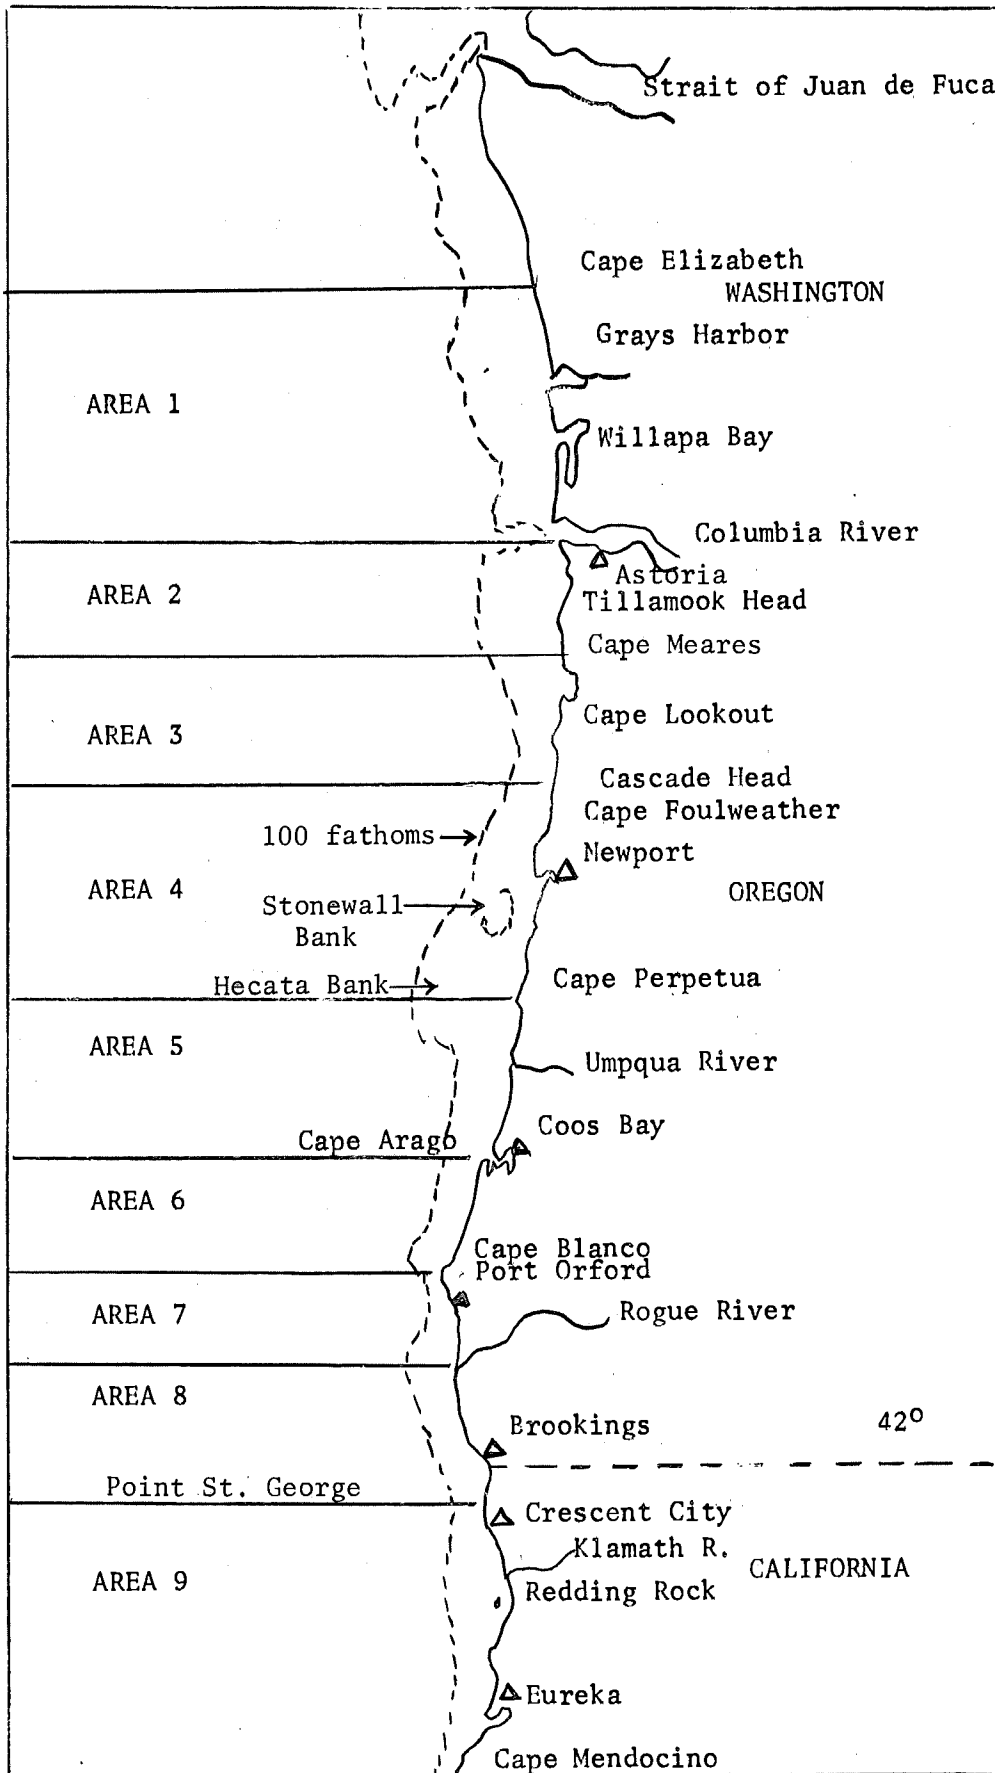 Strait of Juan de Fuca
Cape Elizabeth
WASHINGTON
Grays Harbor
AREA 1
Willapa Bay
Columbia River
Astoria
AREA 2
Tillamook Head
Cape Meares
Cape Lookout
AREA 3
Cascade Head
Cape Foulweather
100 fathoms
Newport
AREA 4
OREGON
Stonewall
Bank
Cape Perpetua
Hecata Bank
AREA 5
Umpqua River
Coos Bay
Cape Arago
AREA 6
Cape Blanco
Port Orford
AREA 7
Rogue River
AREA 8
Brookings
42°
Point St. George
Crescent City
Klamath R.
CALIFORNIA
AREA 9
Redding Rock
Eureka
Cape Mendocino